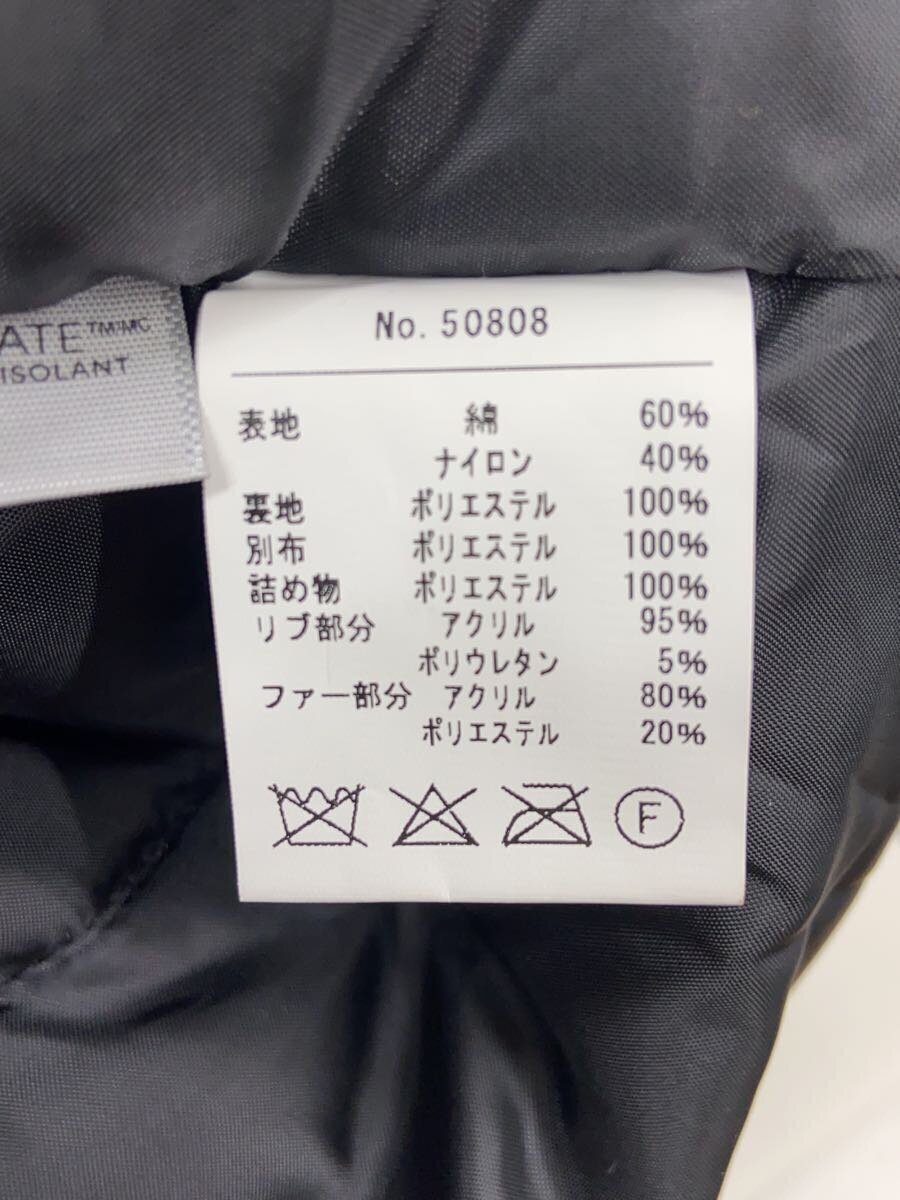 ATE™/MC
ISOLANT
No. 50808
表地 綿 60%
ナイロン 40%
裏地 ポリエステル 100%
別布 ポリエステル 100%
詰め物 ポリエステル 100%
リブ部分 アクリル 95%
ポリウレタン 5%
ファー部分 アクリル 80%
ポリエステル 20%
F